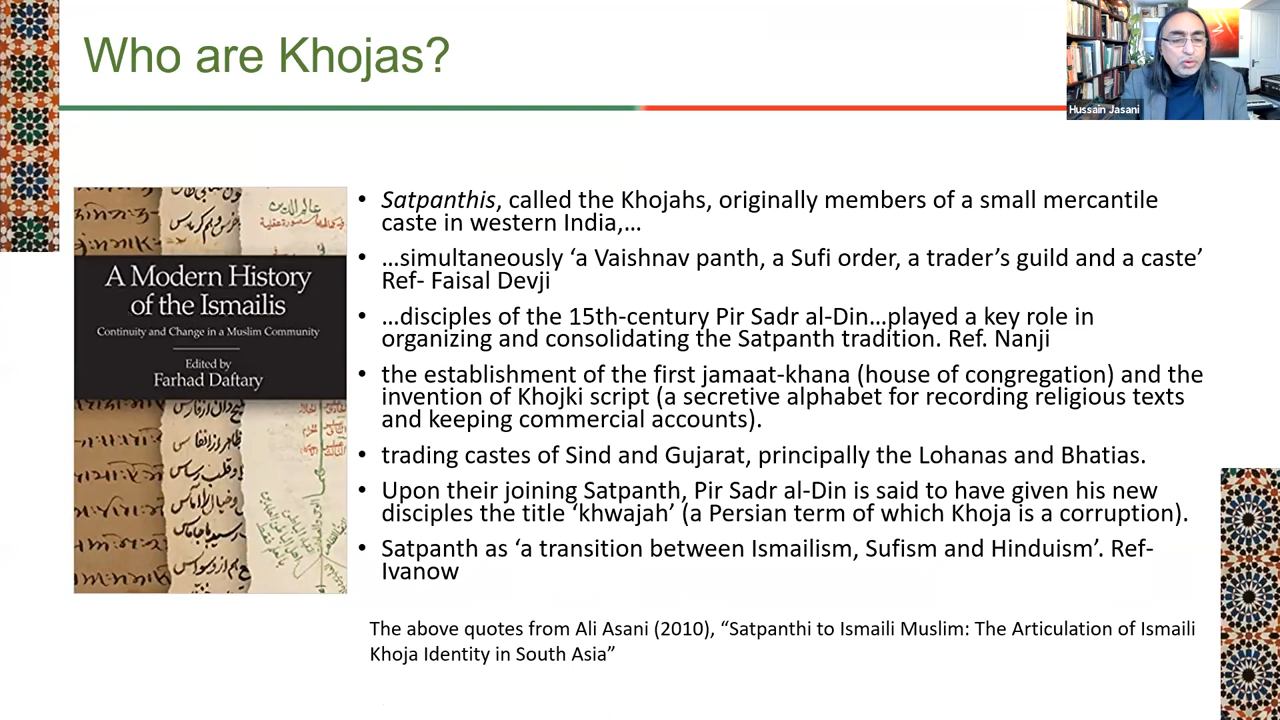 Who are Khojas?
Hussain Jasani
A Modern History
of the Ismailis
Continuity and Change in a Muslim Community
Edited by
Farhad Daftary
• Satpanthis, called the Khojahs, originally members of a small mercantile
caste in western India,…
• …simultaneously ‘a Vaishnav panth, a Sufi order, a trader’s guild and a caste’
Ref- Faisal Devji
• …disciples of the 15th-century Pir Sadr al-Din…played a key role in
organizing and consolidating the Satpanth tradition. Ref. Nanji
• the establishment of the first jamaat-khana (house of congregation) and the
invention of Khojki script (a secretive alphabet for recording religious texts
and keeping commercial accounts).
• trading castes of Sind and Gujarat, principally the Lohanas and Bhatias.
• Upon their joining Satpanth, Pir Sadr al-Din is said to have given his new
disciples the title ‘khwajah’ (a Persian term of which Khoja is a corruption).
• Satpanth as ‘a transition between Ismailism, Sufism and Hinduism’. Ref-
Ivanow
The above quotes from Ali Asani (2010), “Satpanthi to Ismaili Muslim: The Articulation of Ismaili
Khoja Identity in South Asia”